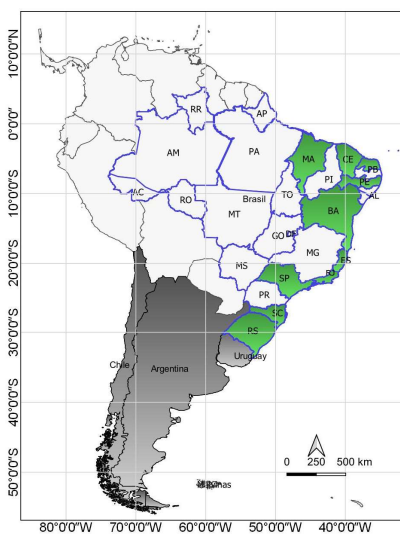 10°0'0"N
0°0'0"
10°0'0"S
20°0'0"S
30°0'0"S
40°0'0"S
50°0'0"S
RR
AP
AM
PA
MA
CE
PB
PI
PE
AL
AC
RO
TO
Brasil
BA
MT
GO
DF
MG
ES
MS
SP
RJ
PR
SC
RS
Uruguay
Chile
Argentina
0 250 500 km
80°0'0"W 70°0'0"W 60°0'0"W 50°0'0"W 40°0'0"W